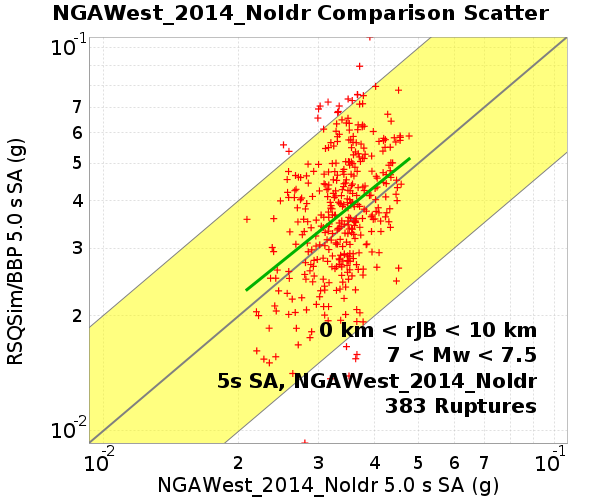 NGAWest_2014_NoIdr Comparison Scatter
RSQSim/BBP 5.0 s SA (g)
10⁻¹
7
6
5
4
3
2
10⁻²
0 km < rJB < 10 km
7 < Mw < 7.5
5s SA, NGAWest_2014_NoIdr
383 Ruptures
10⁻² 2 3 4 5 6 7 10⁻¹
NGAWest_2014_NoIdr 5.0 s SA (g)